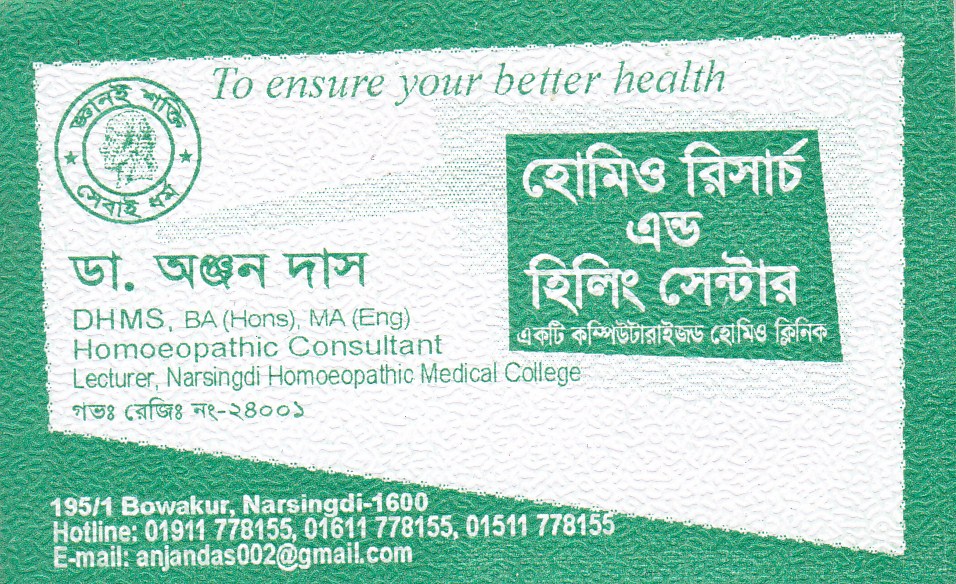 To ensure your better health
জ্ঞানই শক্তি
সেবাই ধর্ম
হোমিও রিসার্চ
এন্ড
হিলিং সেন্টার
একটি কম্পিউটারাইজড হোমিও ক্লিনিক
ডা. অঞ্জন দাস
DHMS, BA (Hons), MA (Eng)
Homoeopathic Consultant
Lecturer, Narsingdi Homoeopathic Medical College
গভঃ রেজিঃ নং-২৪০০১
195/1 Bowakur, Narsingdi-1600
Hotline: 01911 778155, 01611 778155, 01511 778155
E-mail: anjandas002@gmail.com